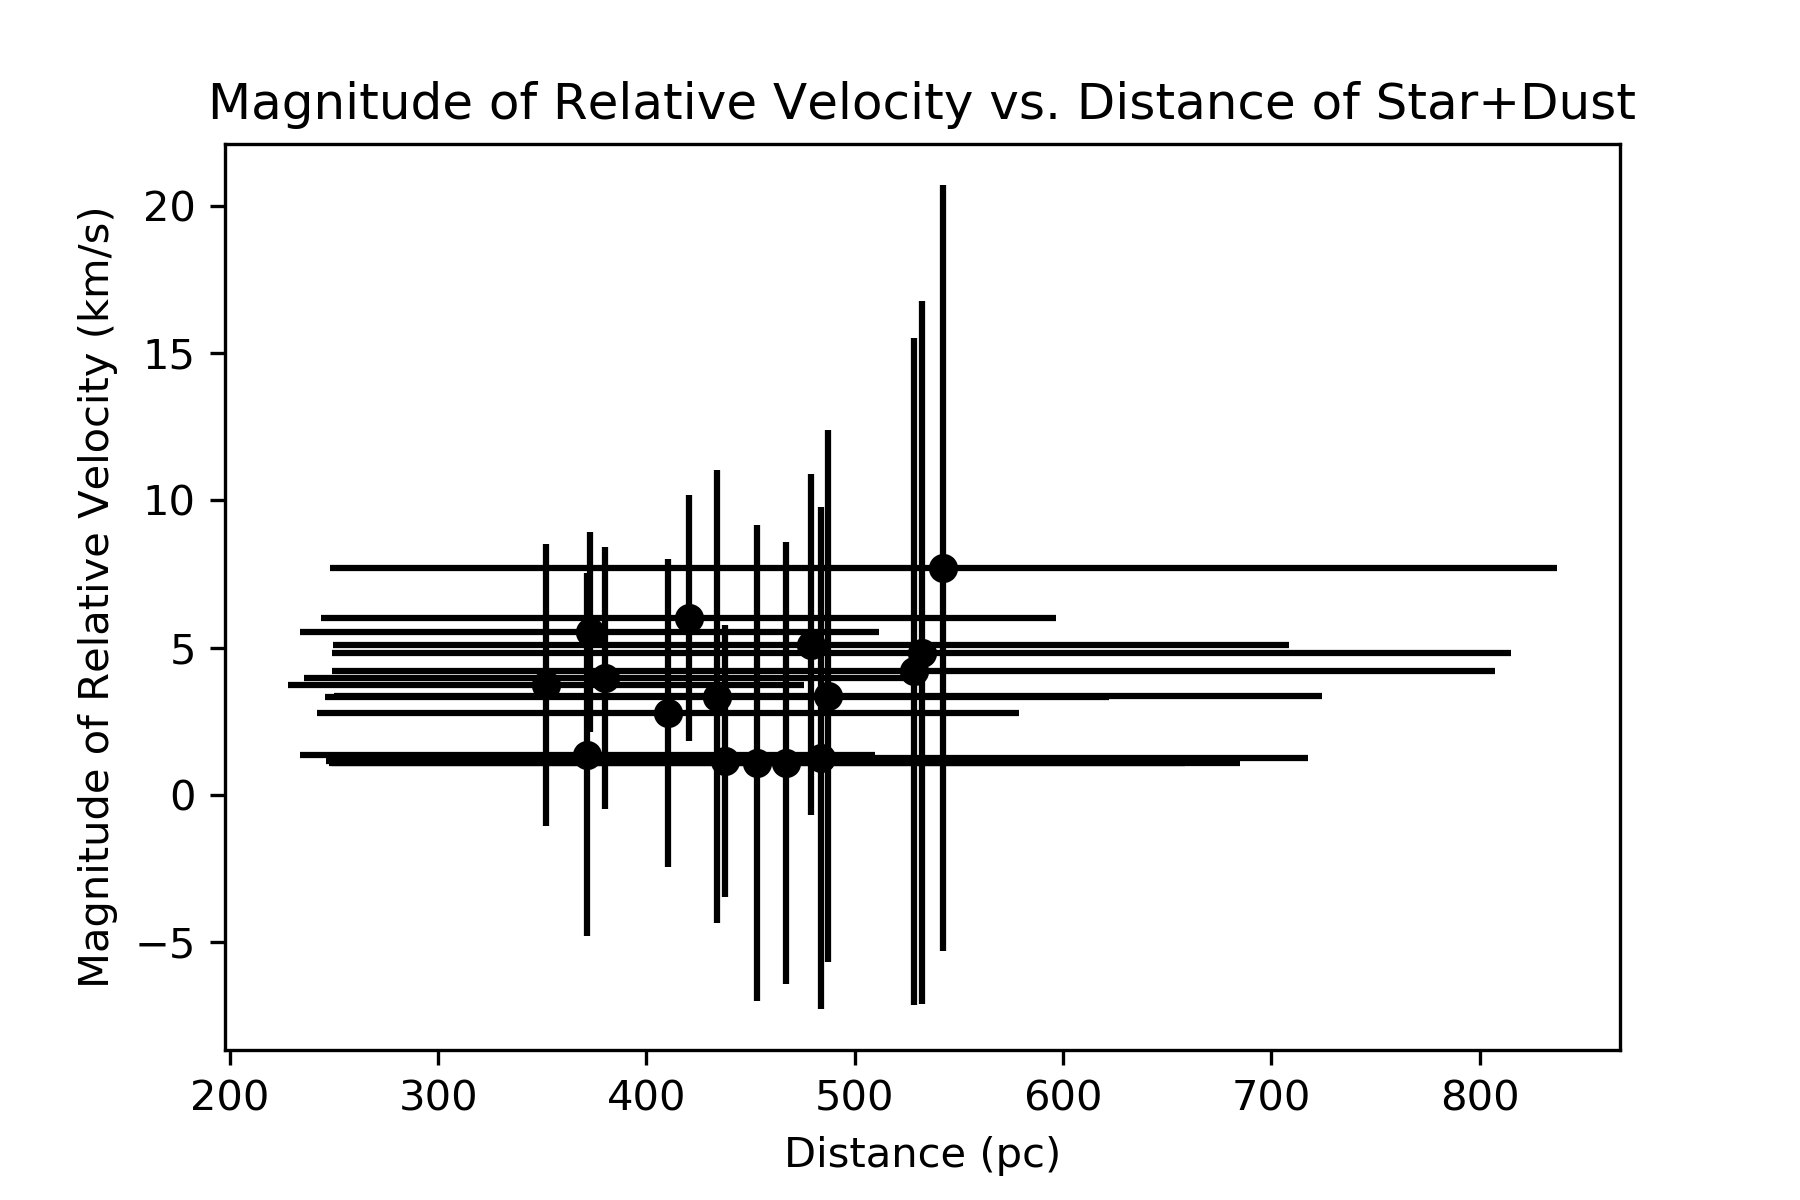 Magnitude of Relative Velocity vs. Distance of Star+Dust
Magnitude of Relative Velocity (km/s)
20
15
10
5
0
−5
200 300 400 500 600 700 800
Distance (pc)